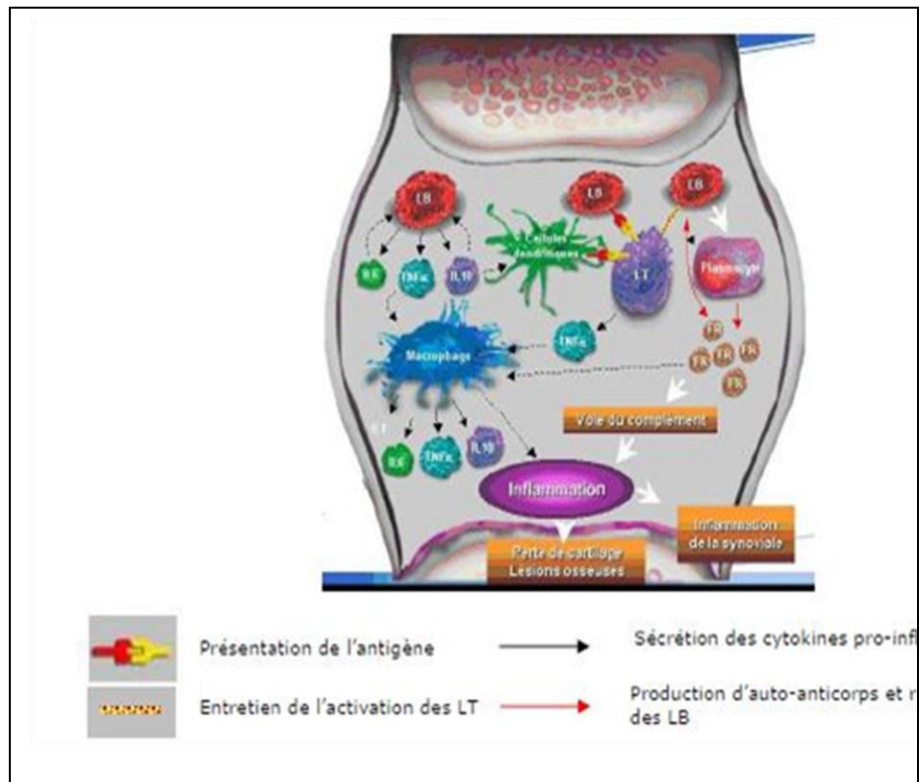 LB
LB
LB
Cellules
dendritiques
LT
Plasmocyte
IL6
TNFα
IL10
FR
FR
FR
FR
FR
TNFα
Macrophage
Voie du complément
IL6
TNFα
IL10
Inflammation
Inflammation
de la synoviale
Perte de cartilage
Lésions osseuses
Présentation de l'antigène
Sécrétion des cytokines pro-infl
Entretien de l'activation des LT
Production d'auto-anticorps et r
des LB